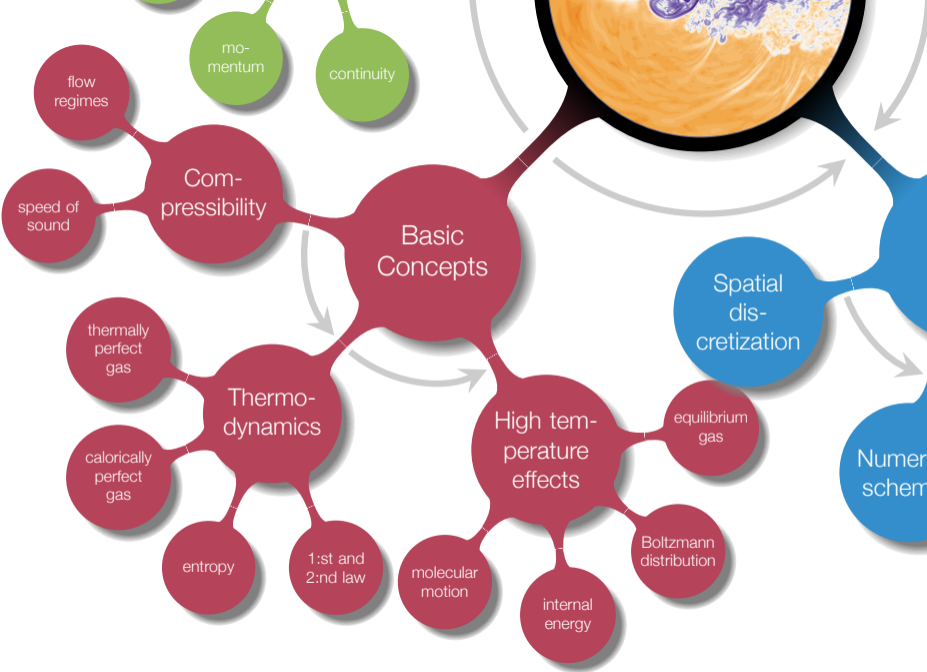 mo-
mentum
continuity
flow
regimes
Com-
pressibility
speed of
sound
Basic
Concepts
Spatial
dis-
cretization
thermally
perfect
gas
Thermo-
dynamics
High tem-
perature
effects
equilibrium
gas
calorically
perfect
gas
Numer
schem
entropy
1:st and
2:nd law
molecular
motion
internal
energy
Boltzmann
distribution